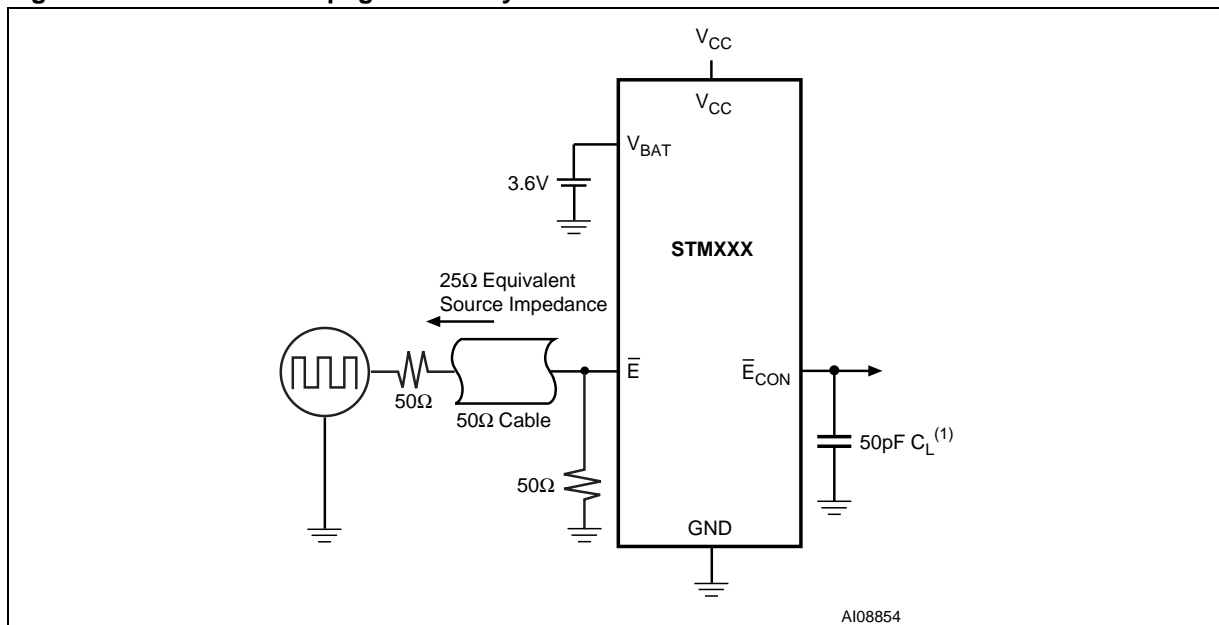 V_CC
V_CC
V_BAT
3.6V
STMXXX
25Ω Equivalent
Source Impedance
E̅
E̅_CON
50Ω
50Ω Cable
50pF C_L^(1)
50Ω
GND
AI08854